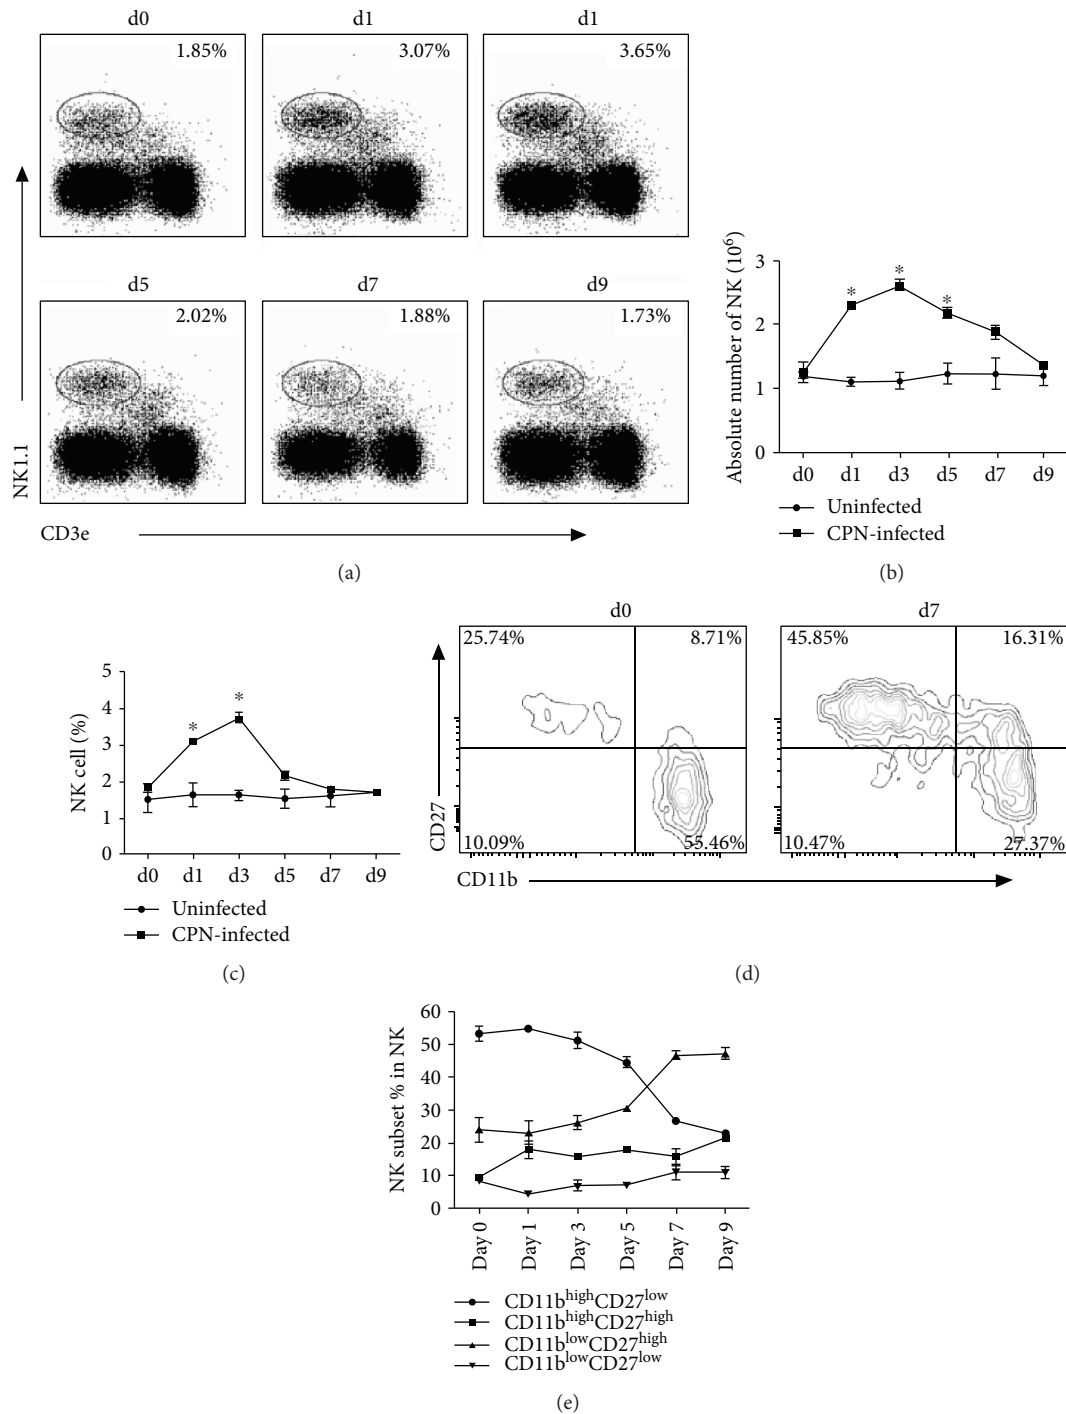 d0 d1 d1
1.85% 3.07% 3.65%
d5 d7 d9
2.02% 1.88% 1.73%
NK1.1
CD3e
(a)
Absolute number of NK (10⁶)
3
2
1
0
d0 d1 d3 d5 d7 d9
* * *
Uninfected
CPN-infected
(b)
NK cell (%)
5
4
3
2
1
0
d0 d1 d3 d5 d7 d9
* *
Uninfected
CPN-infected
(c)
d0 d7
25.74% 8.71% 45.85% 16.31%
10.09% 55.46% 10.47% 27.37%
CD27
CD11b
(d)
NK subset % in NK
60
50
40
30
20
10
0
Day 0 Day 1 Day 3 Day 5 Day 7 Day 9
CD11b^high CD27^low
CD11b^high CD27^high
CD11b^low CD27^high
CD11b^low CD27^low
(e)